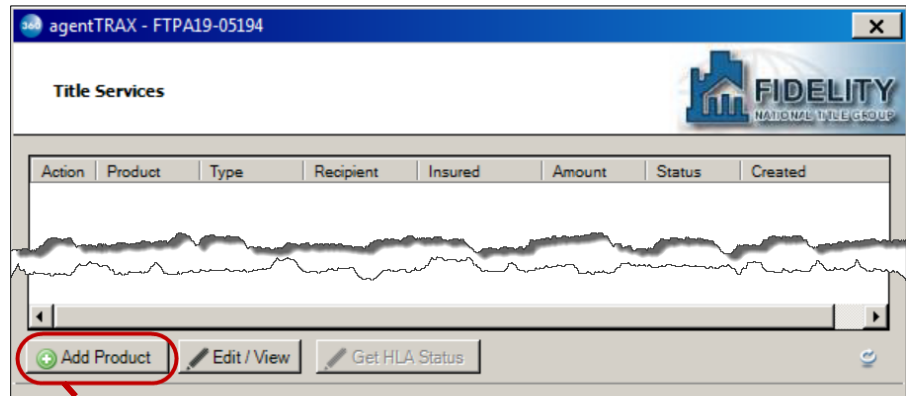 360 agentTRAX - FTPA19-05194
Title Services
FIDELITY
NATIONAL TITLE GROUP
Action Product Type Recipient Insured Amount Status Created
Add Product Edit / View Get HLA Status